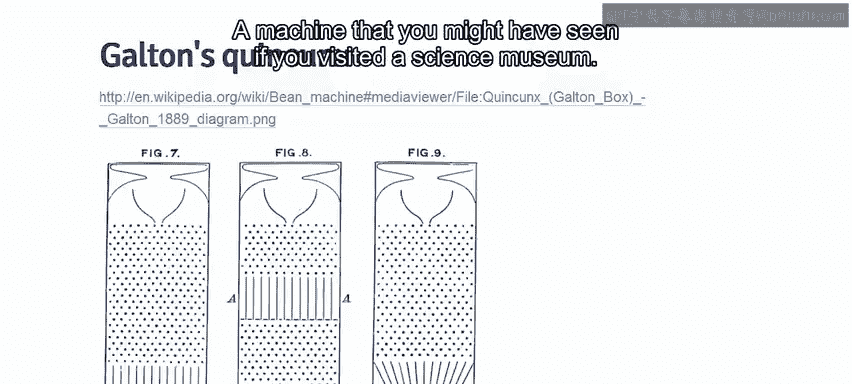 A machine that you might have seen
if you visited a science museum.
Galton's quincunx
http://en.wikipedia.org/wiki/Bean_machine#mediaviewer/File:Quincunx_(Galton_Box)_-
_Galton_1889_diagram.png
FIG.7.
FIG.8.
FIG.9.
A
A